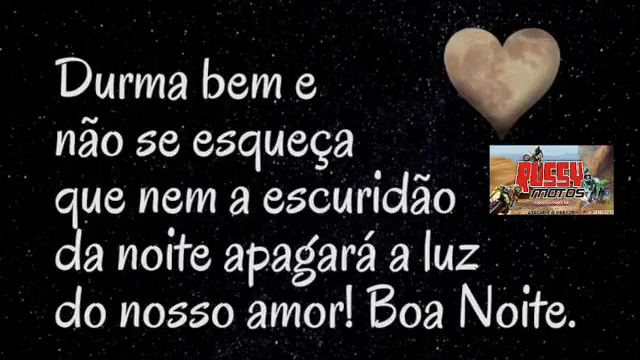 Durma bem e
não se esqueça
que nem a escuridão
da noite apagará a luz
do nosso amor! Boa Noite.
RUSSY
MOTOS